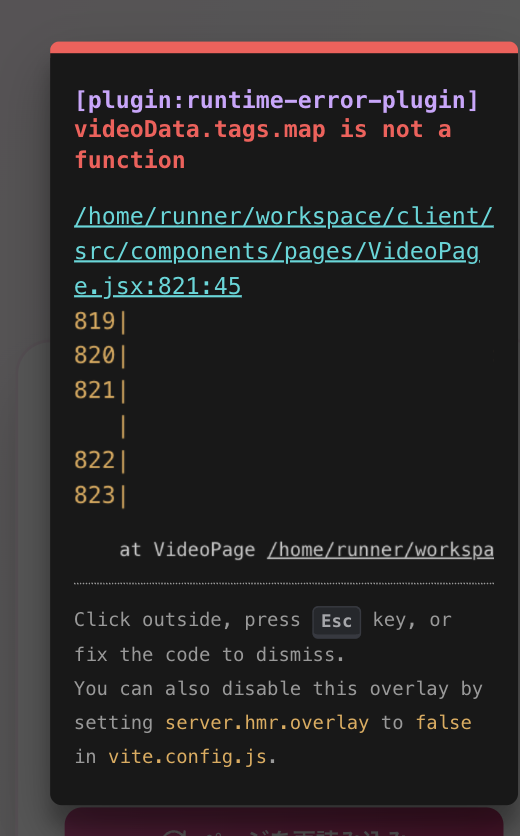 [plugin:runtime-error-plugin]
videoData.tags.map is not a
function
/home/runner/workspace/client/
src/components/pages/VideoPag
e.jsx:821:45
819|
820|
821|
|
822|
823|
at VideoPage /home/runner/workspa
Click outside, press Esc key, or
fix the code to dismiss.
You can also disable this overlay by
setting server.hmr.overlay to false
in vite.config.js.